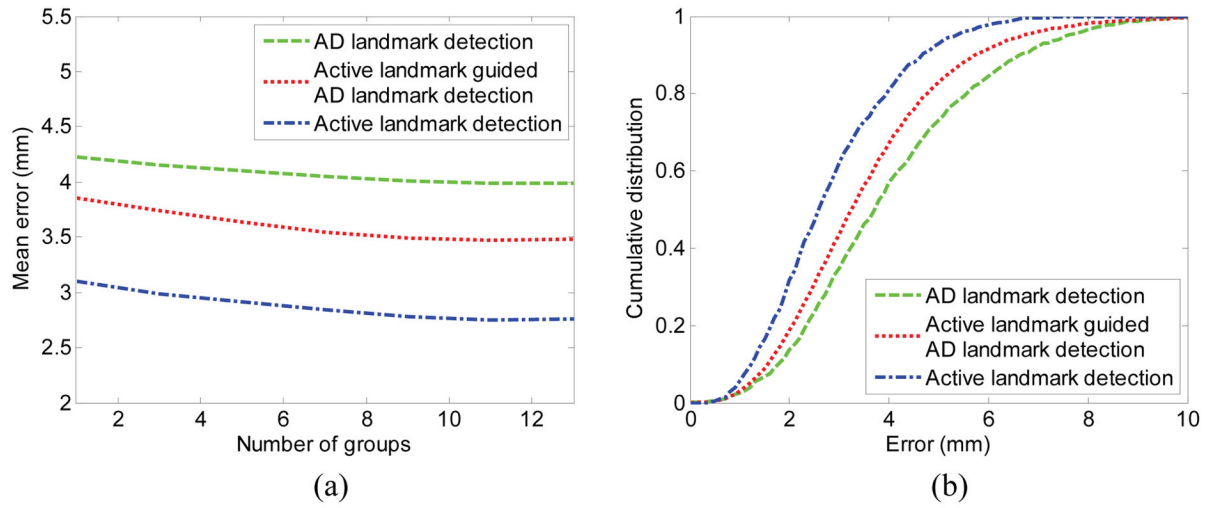 5.5
5
4.5
4
3.5
3
2.5
2
Mean error (mm)
2 4 6 8 10 12
Number of groups
AD landmark detection
Active landmark guided
AD landmark detection
Active landmark detection
(a)
1
0.8
0.6
0.4
0.2
0
Cumulative distribution
0 2 4 6 8 10
Error (mm)
AD landmark detection
Active landmark guided
AD landmark detection
Active landmark detection
(b)